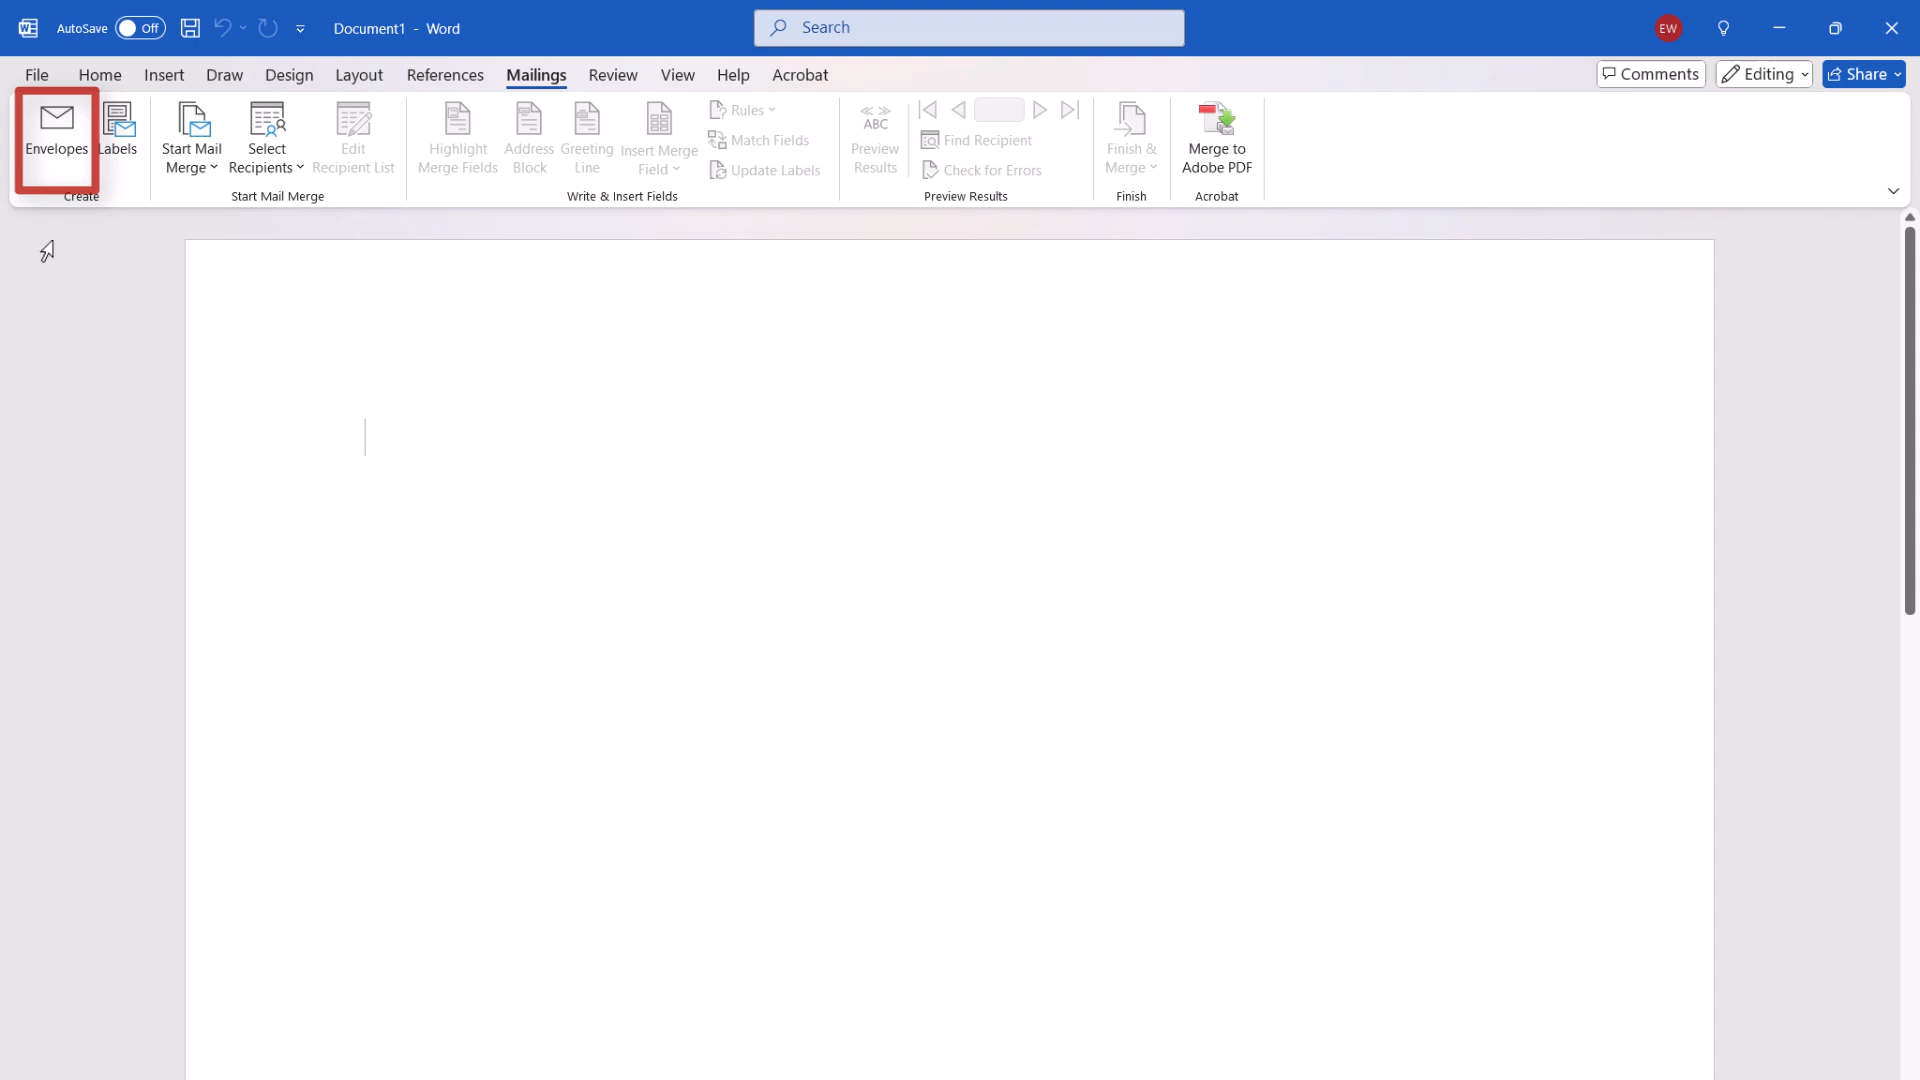 AutoSave Off Document1 - Word Search EW
File Home Insert Draw Design Layout References Mailings Review View Help Acrobat Comments Editing Share
Envelopes Labels
Create
Start Mail
Merge
Select
Recipients
Edit
Recipient List
Start Mail Merge
Highlight
Merge Fields
Address
Block
Greeting
Line
Insert Merge
Field
Rules
Match Fields
Update Labels
Write & Insert Fields
<< >>
ABC
Preview
Results
Find Recipient
Check for Errors
Preview Results
Finish &
Merge
Finish
Merge to
Adobe PDF
Acrobat